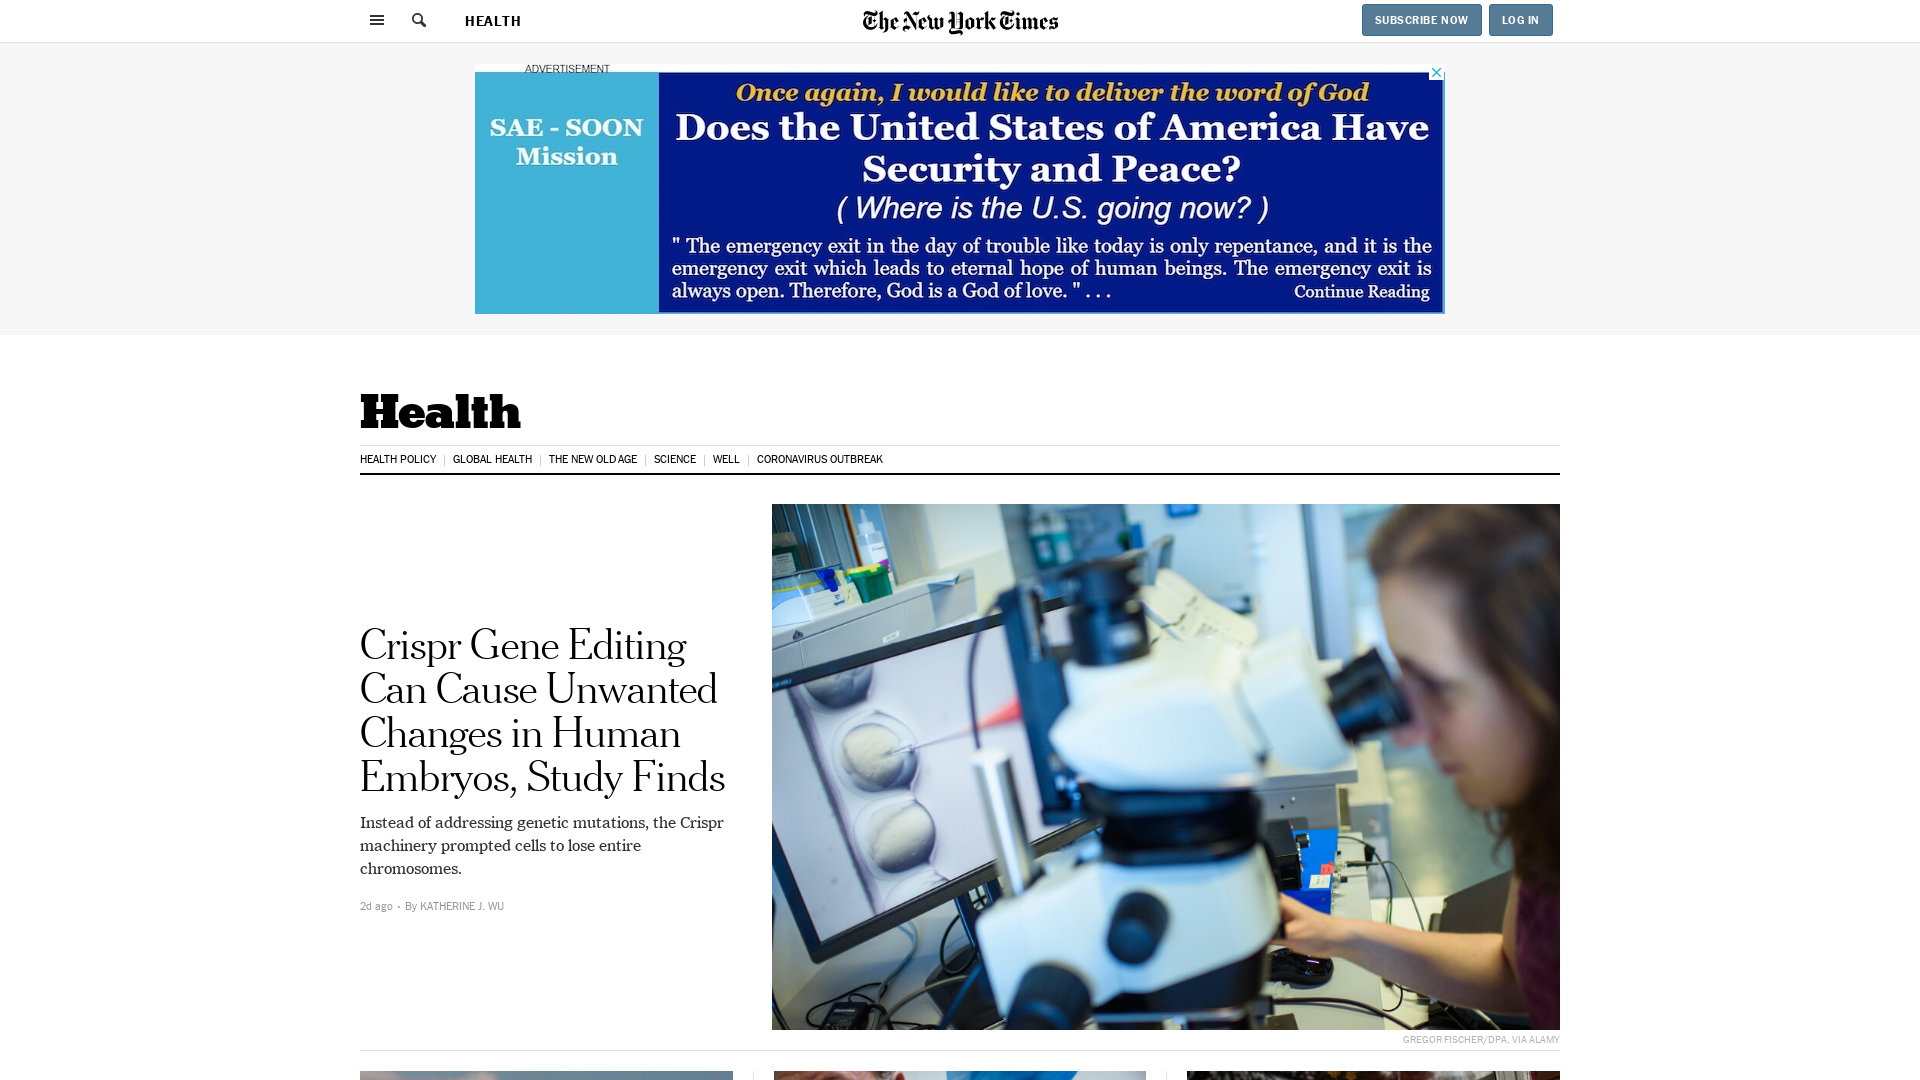 HEALTH
The New York Times
SUBSCRIBE NOW
LOG IN
ADVERTISEMENT
SAE - SOON
Mission
Once again, I would like to deliver the word of God
Does the United States of America Have
Security and Peace?
( Where is the U.S. going now? )
" The emergency exit in the day of trouble like today is only repentance, and it is the
emergency exit which leads to eternal hope of human beings. The emergency exit is
always open. Therefore, God is a God of love. " . . .
Continue Reading
Health
HEALTH POLICY
GLOBAL HEALTH
THE NEW OLD AGE
SCIENCE
WELL
CORONAVIRUS OUTBREAK
Crispr Gene Editing
Can Cause Unwanted
Changes in Human
Embryos, Study Finds
Instead of addressing genetic mutations, the Crispr
machinery prompted cells to lose entire
chromosomes.
2d ago • By KATHERINE J. WU
GREGOR FISCHER/DPA, VIA ALAMY